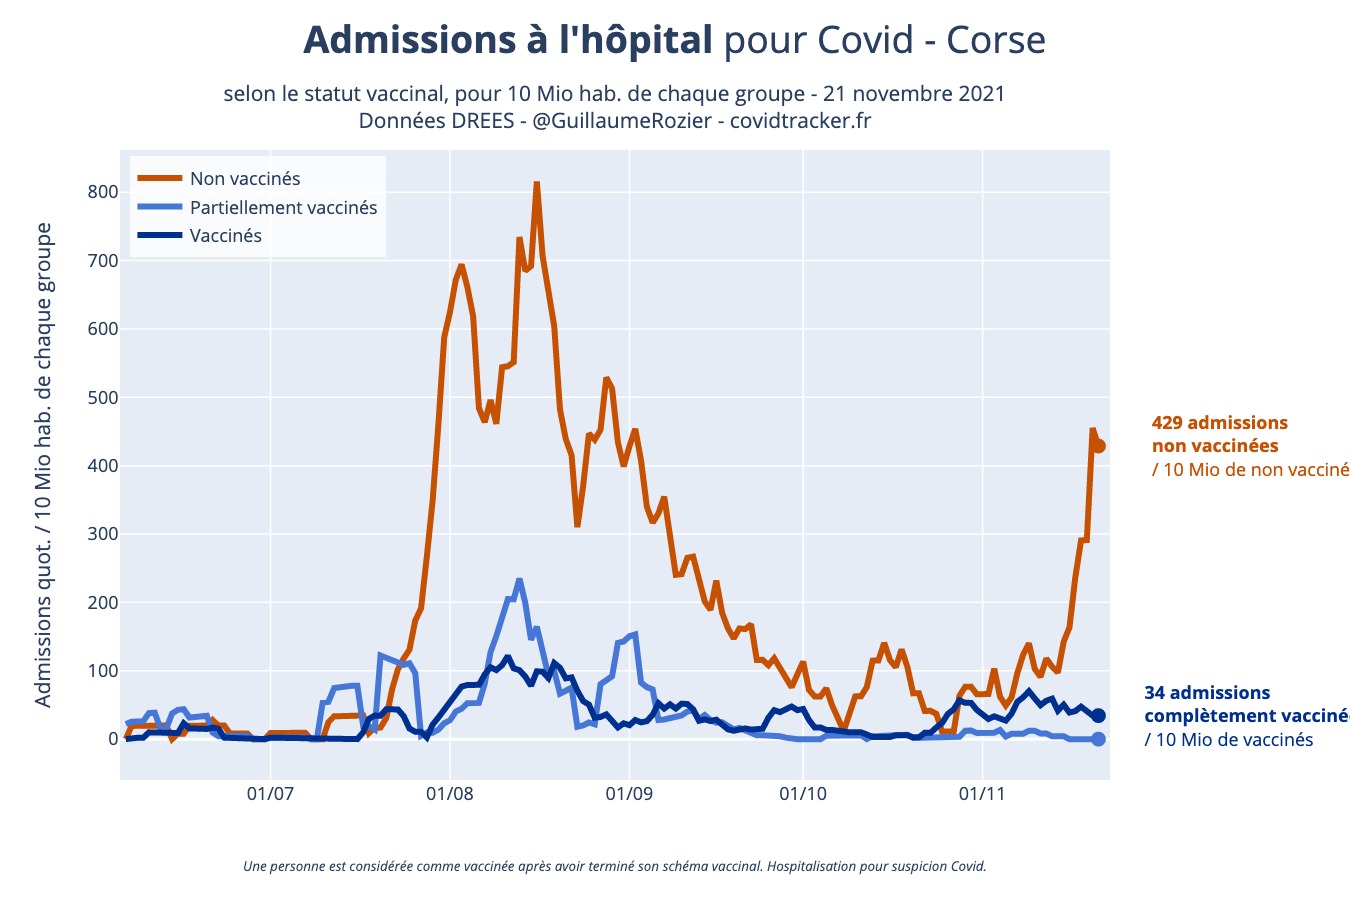 Admissions à l'hôpital pour Covid - Corse
selon le statut vaccinal, pour 10 Mio hab. de chaque groupe - 21 novembre 2021
Données DREES - @GuillaumeRozier - covidtracker.fr
Non vaccinés
Partiellement vaccinés
Vaccinés
Admissions quot. / 10 Mio hab. de chaque groupe
800
700
600
500
400
300
200
100
0
01/07
01/08
01/09
01/10
01/11
429 admissions
non vaccinées
/ 10 Mio de non vacciné
34 admissions
complètement vacciné
/ 10 Mio de vaccinés
Une personne est considérée comme vaccinée après avoir terminé son schéma vaccinal. Hospitalisation pour suspicion Covid.